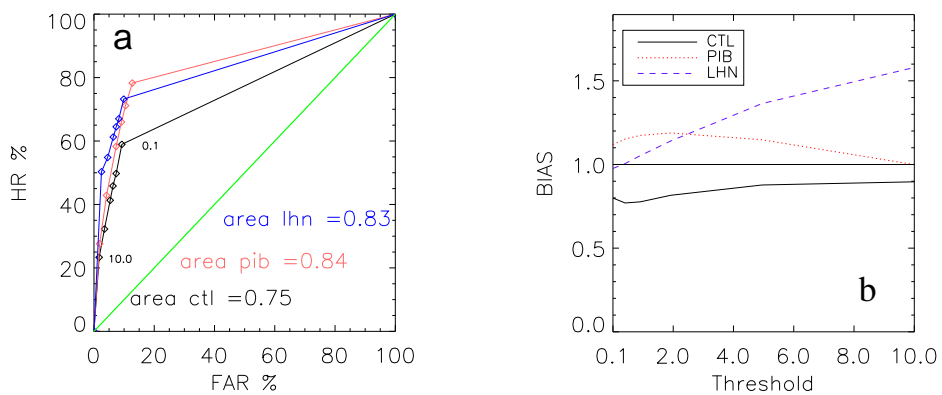 a
100
80
60
40
20
0
HR %
0.1
10.0
area lhn =0.83
area pib =0.84
area ctl =0.75
0 20 40 60 80 100
FAR %
CTL
PIB
LHN
1.5
1.0
0.5
0.0
BIAS
b
0.1 2.0 4.0 6.0 8.0 10.0
Threshold